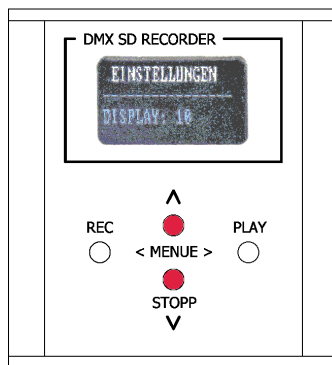 DMX SD RECORDER
EINSTELLUNGEN
DISPLAY: 10
REC
PLAY
< MENUE >
STOPP